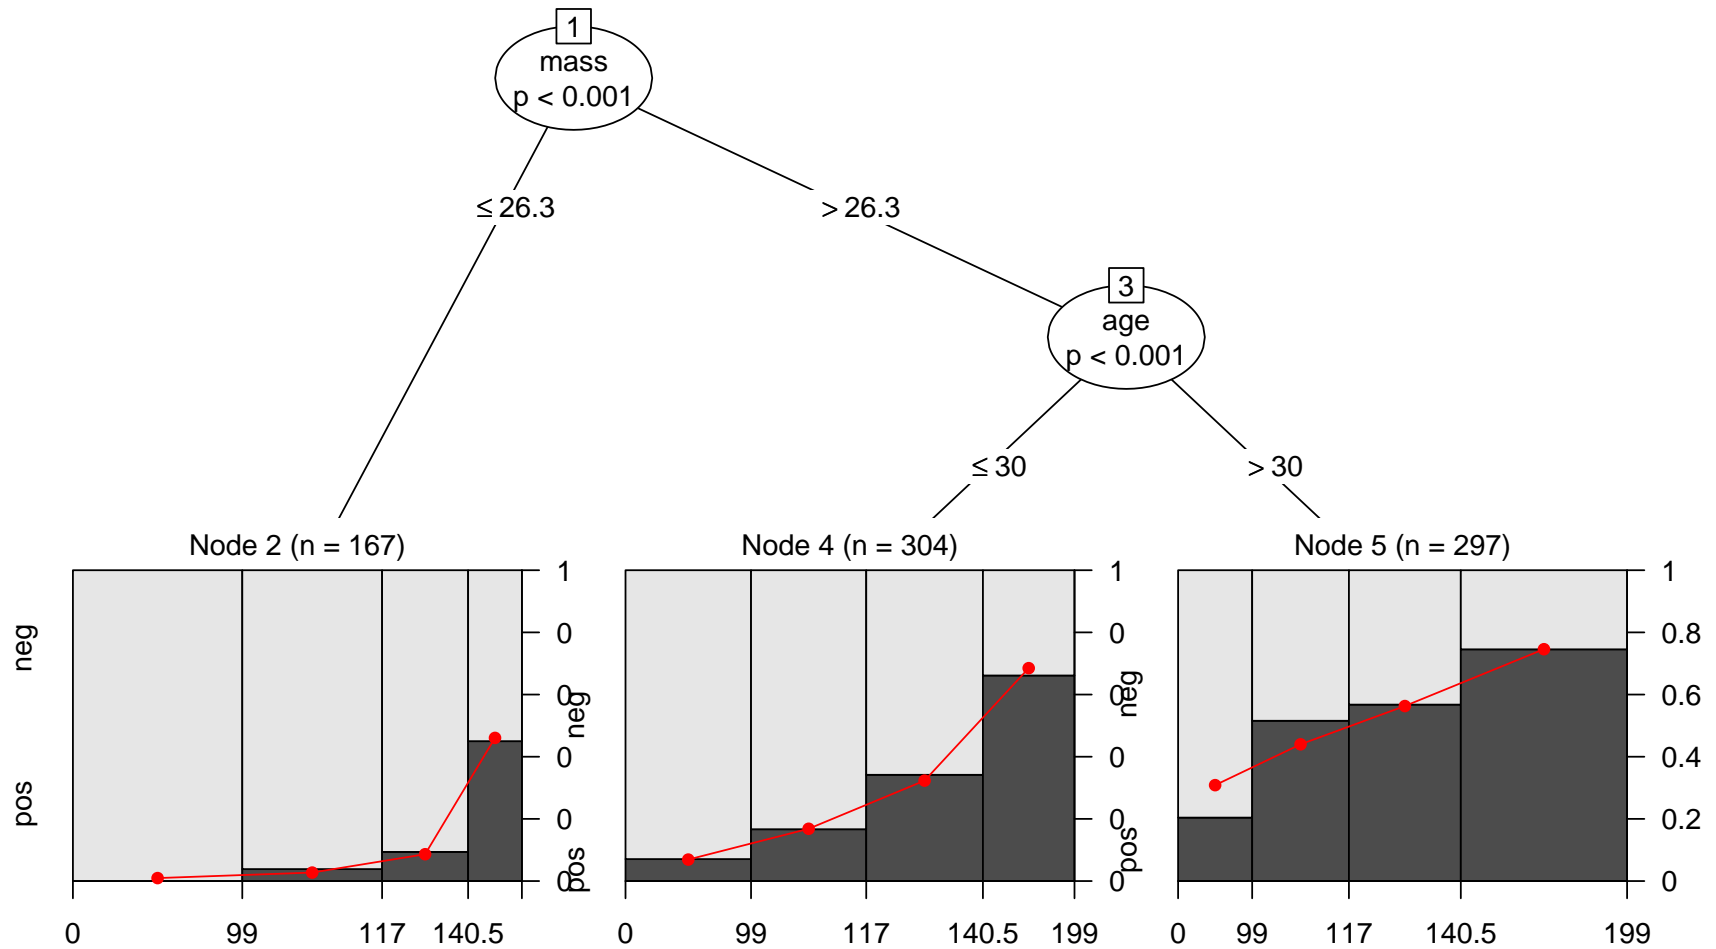 1
mass
p < 0.001
≤ 26.3
> 26.3
3
age
p < 0.001
≤ 30
> 30
Node 2 (n = 167)
neg
pos
1
0
0
0
0
0
0 99 117 140.5
Node 4 (n = 304)
neg
pos
1
0
0
0
0
0
0 99 117 140.5 199
Node 5 (n = 297)
neg
pos
1
0.8
0.6
0.4
0.2
0
0 99 117 140.5 199